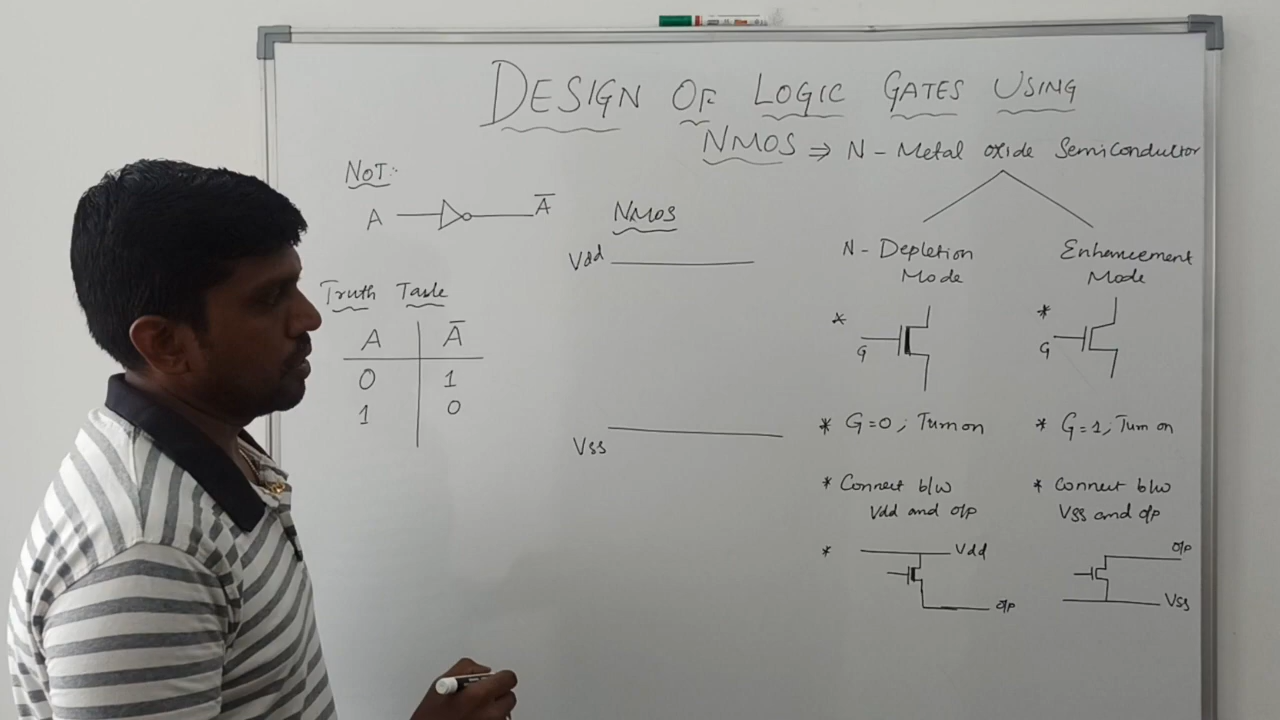 DESIGN OF LOGIC GATES USING
NMOS ⇒ N - Metal oxide Semiconductor
NOT:
A
A̅
NMOS
Vdd
Vss
Truth Table
A A̅
0 1
1 0
N - Depletion
Mode
* G
* G=0; Turn on
* Connect b/w
Vdd and o/p
* Vdd
o/p
Enhancement
Mode
* G
* G=1; Turn on
* Connect b/w
Vss and o/p
o/p
Vss